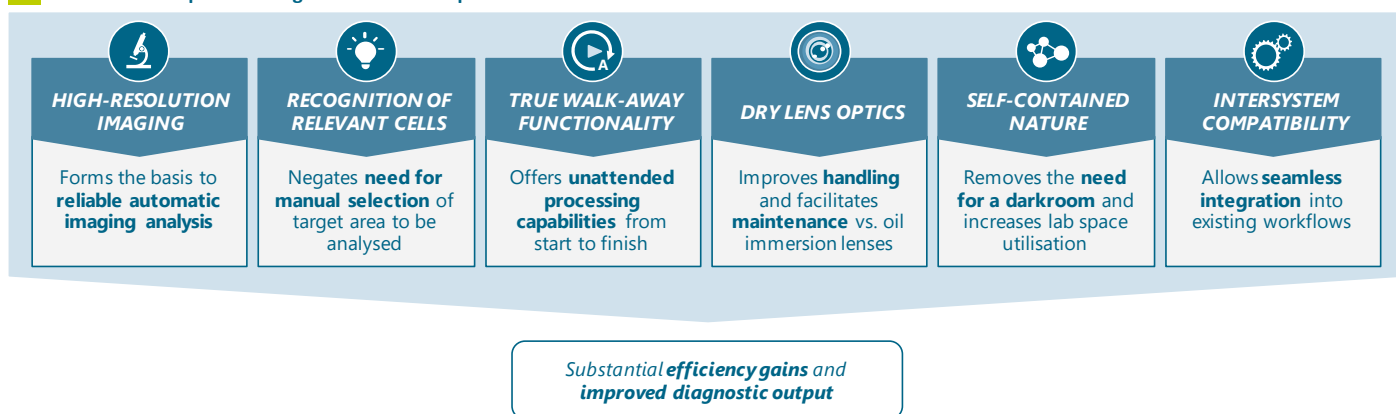 HIGH-RESOLUTION
IMAGING
Forms the basis to
reliable automatic
imaging analysis
RECOGNITION OF
RELEVANT CELLS
Negates need for
manual selection of
target area to be
analysed
A
TRUE WALK-AWAY
FUNCTIONALITY
Offers unattended
processing
capabilities from
start to finish
DRY LENS OPTICS
Improves handling
and facilitates
maintenance vs. oil
immersion lenses
SELF-CONTAINED
NATURE
Removes the need
for a darkroom and
increases lab space
utilisation
INTERSYSTEM
COMPATIBILITY
Allows seamless
integration into
existing workflows
Substantial efficiency gains and
improved diagnostic output